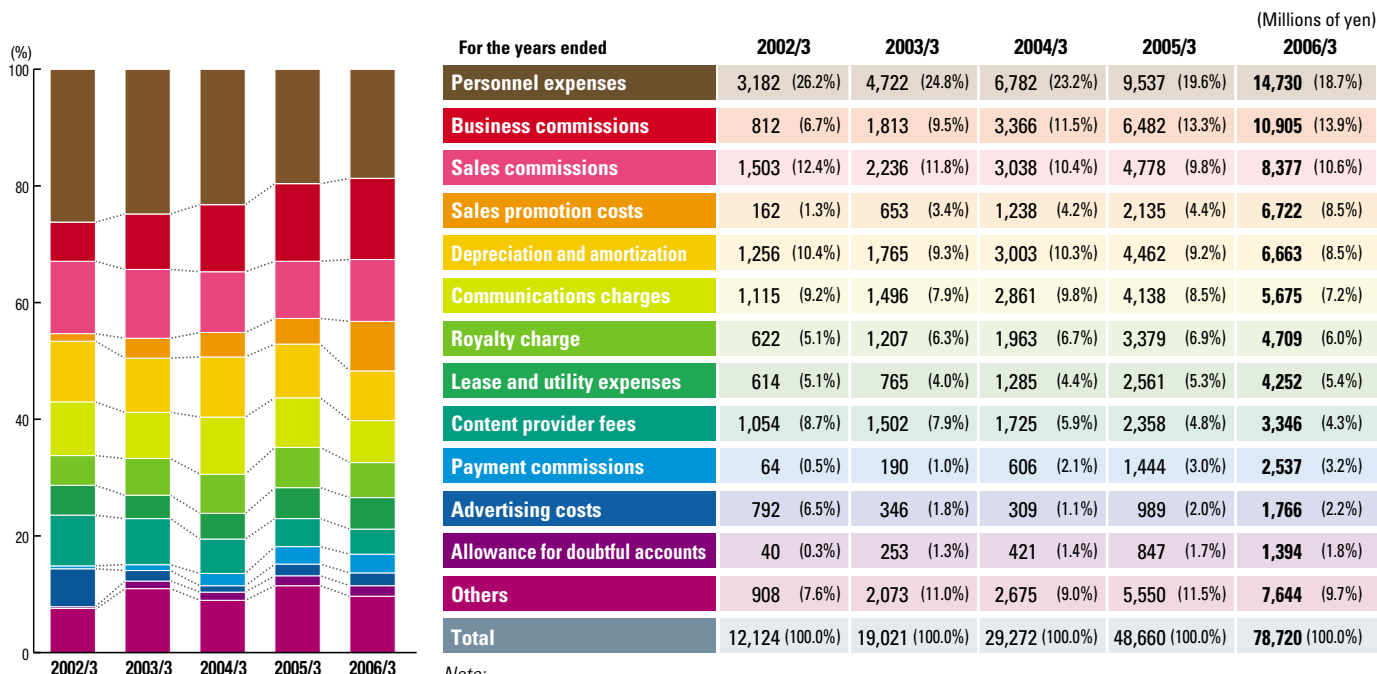 (%)
100
80
60
40
20
0
2002/3 2003/3 2004/3 2005/3 2006/3
(Millions of yen)
For the years ended 2002/3 2003/3 2004/3 2005/3 2006/3
Personnel expenses 3,182 (26.2%) 4,722 (24.8%) 6,782 (23.2%) 9,537 (19.6%) 14,730 (18.7%)
Business commissions 812 (6.7%) 1,813 (9.5%) 3,366 (11.5%) 6,482 (13.3%) 10,905 (13.9%)
Sales commissions 1,503 (12.4%) 2,236 (11.8%) 3,038 (10.4%) 4,778 (9.8%) 8,377 (10.6%)
Sales promotion costs 162 (1.3%) 653 (3.4%) 1,238 (4.2%) 2,135 (4.4%) 6,722 (8.5%)
Depreciation and amortization 1,256 (10.4%) 1,765 (9.3%) 3,003 (10.3%) 4,462 (9.2%) 6,663 (8.5%)
Communications charges 1,115 (9.2%) 1,496 (7.9%) 2,861 (9.8%) 4,138 (8.5%) 5,675 (7.2%)
Royalty charge 622 (5.1%) 1,207 (6.3%) 1,963 (6.7%) 3,379 (6.9%) 4,709 (6.0%)
Lease and utility expenses 614 (5.1%) 765 (4.0%) 1,285 (4.4%) 2,561 (5.3%) 4,252 (5.4%)
Content provider fees 1,054 (8.7%) 1,502 (7.9%) 1,725 (5.9%) 2,358 (4.8%) 3,346 (4.3%)
Payment commissions 64 (0.5%) 190 (1.0%) 606 (2.1%) 1,444 (3.0%) 2,537 (3.2%)
Advertising costs 792 (6.5%) 346 (1.8%) 309 (1.1%) 989 (2.0%) 1,766 (2.2%)
Allowance for doubtful accounts 40 (0.3%) 253 (1.3%) 421 (1.4%) 847 (1.7%) 1,394 (1.8%)
Others 908 (7.6%) 2,073 (11.0%) 2,675 (9.0%) 5,550 (11.5%) 7,644 (9.7%)
Total 12,124 (100.0%) 19,021 (100.0%) 29,272 (100.0%) 48,660 (100.0%) 78,720 (100.0%)
Note: